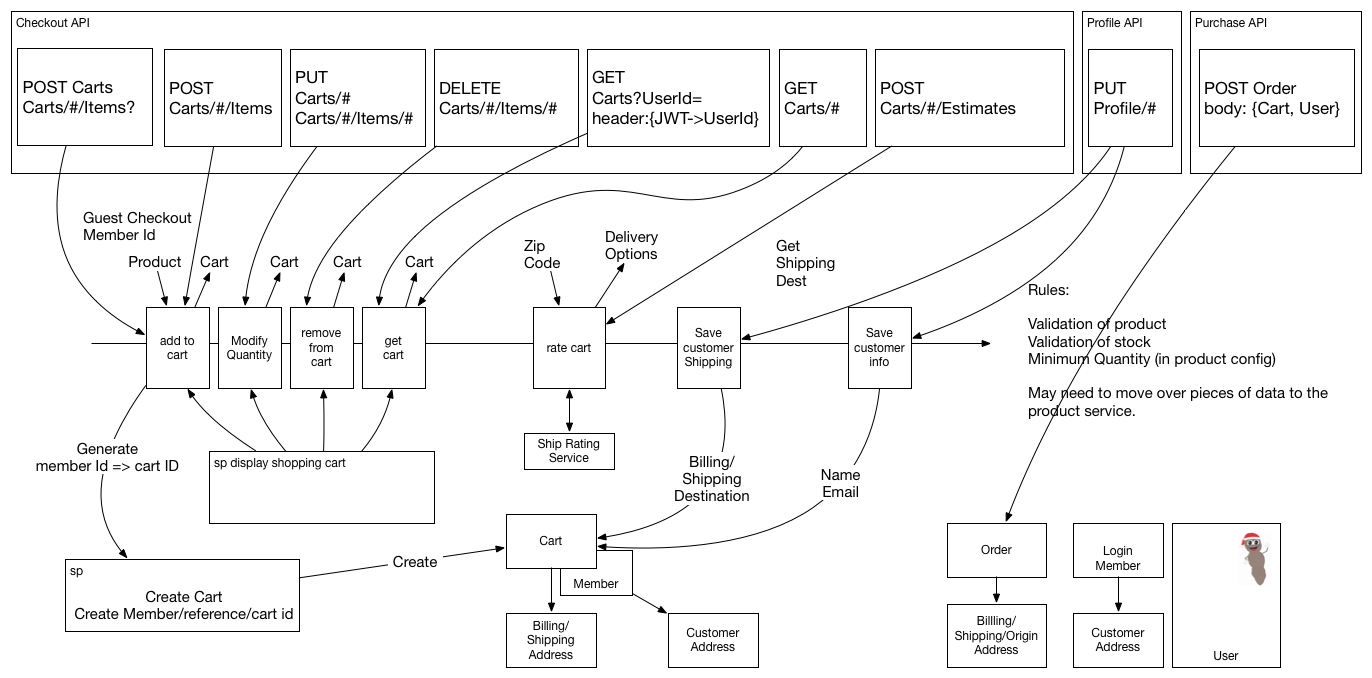 Checkout API
Profile API
Purchase API
POST Carts
Carts/#/Items?
POST
Carts/#/Items
PUT
Carts/#
Carts/#/Items/#
DELETE
Carts/#/Items/#
GET
Carts?UserId=
header:{JWT->UserId}
GET
Carts/#
POST
Carts/#/Estimates
PUT
Profile/#
POST Order
body: {Cart, User}
Guest Checkout
Member Id
Product
Cart
Cart
Cart
Cart
Zip
Code
Delivery
Options
Get
Shipping
Dest
Rules:
Validation of product
Validation of stock
Minimum Quantity (in product config)
May need to move over pieces of data to the
product service.
add to
cart
Modify
Quantity
remove
from
cart
get
cart
rate cart
Save
customer
Shipping
Save
customer
info
Generate
member Id => cart ID
sp display shopping cart
Ship Rating
Service
Billing/
Shipping
Destination
Name
Email
sp
Create Cart
Create Member/reference/cart id
Create
Cart
Member
Billing/
Shipping
Address
Customer
Address
Order
Billling/
Shipping/Origin
Address
Login
Member
Customer
Address
User